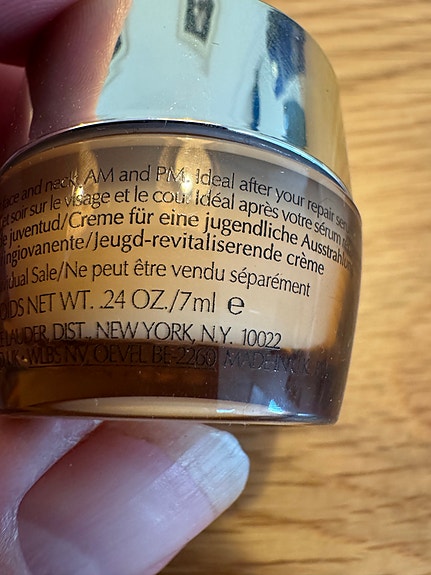 face and neck, AM and PM. Ideal after your repair
et soir sur le visage et le cou. Idéal après votre sérum
juventud/Creme für eine jugendliche Ausstrahlung
ringiovanente/Jeugd-revitaliserende crème
Sale/Ne peut être vendu séparément
NET WT. .24 OZ./7ml e
LAUDER, DIST., NEW YORK, N.Y. 10022
WLBS NV, OEVEL BE-2260 MADE IN